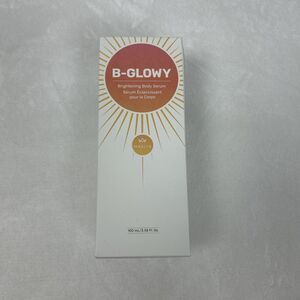 B-GLOWY
Brightening Body Serum
Sérum Éclaircissant
pour le Corps
100 mL/3.38 fl. oz.